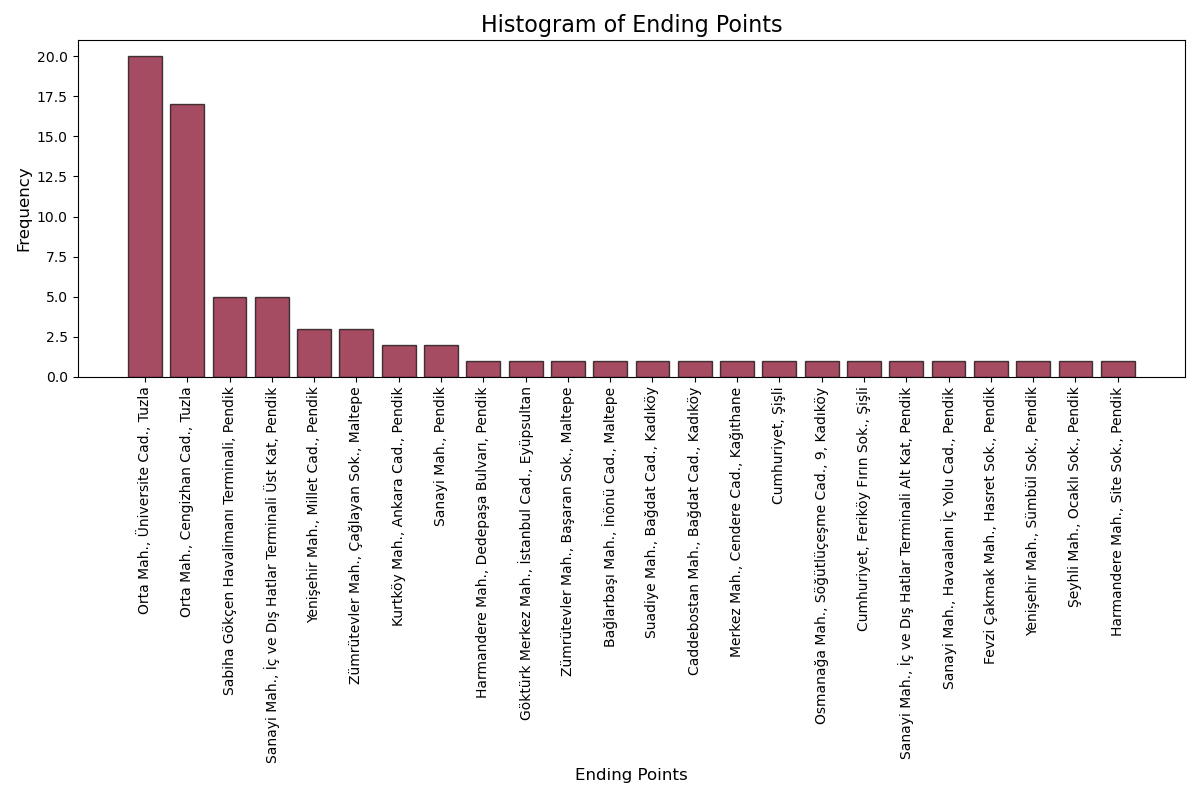 Histogram of Ending Points
Frequency
20.0
17.5
15.0
12.5
10.0
7.5
5.0
2.5
0.0
Orta Mah., Üniversite Cad., Tuzla
Orta Mah., Cengizhan Cad., Tuzla
Sabiha Gökçen Havalimanı Terminali, Pendik
Sanayi Mah., İç ve Dış Hatlar Terminali Üst Kat, Pendik
Yenişehir Mah., Millet Cad., Pendik
Zümrütevler Mah., Çağlayan Sok., Maltepe
Kurtköy Mah., Ankara Cad., Pendik
Sanayi Mah., Pendik
Harmandere Mah., Dedepaşa Bulvarı, Pendik
Göktürk Merkez Mah., İstanbul Cad., Eyüpsultan
Zümrütevler Mah., Başaran Sok., Maltepe
Bağlarbaşı Mah., İnönü Cad., Maltepe
Suadiye Mah., Bağdat Cad., Kadıköy
Caddebostan Mah., Bağdat Cad., Kadıköy
Merkez Mah., Cendere Cad., Kağıthane
Cumhuriyet, Şişli
Osmanağa Mah., Söğütlüçeşme Cad., 9, Kadıköy
Cumhuriyet, Feriköy Fırın Sok., Şişli
Sanayi Mah., İç ve Dış Hatlar Terminali Alt Kat, Pendik
Sanayi Mah., Havaalanı İç Yolu Cad., Pendik
Fevzi Çakmak Mah., Hasret Sok., Pendik
Yenişehir Mah., Sümbül Sok., Pendik
Şeyhli Mah., Ocaklı Sok., Pendik
Harmandere Mah., Site Sok., Pendik
Ending Points